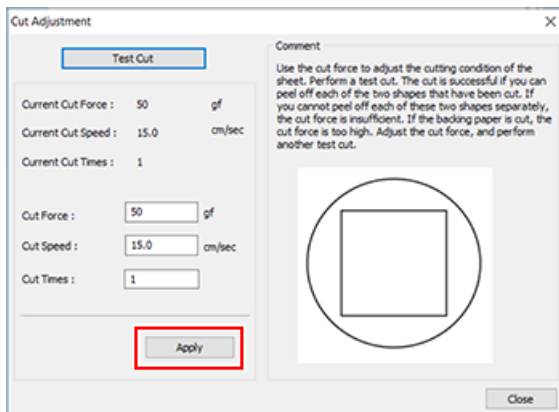 Cut Adjustment
Test Cut
Current Cut Force : 50 gf
Current Cut Speed : 15.0 cm/sec
Current Cut Times : 1
Cut Force : 50 gf
Cut Speed : 15.0 cm/sec
Cut Times : 1
Apply
Comment
Use the cut force to adjust the cutting condition of the
sheet. Perform a test cut. The cut is successful if you can
peel off each of the two shapes that have been cut. If
you cannot peel off each of these two shapes separately,
the cut force is insufficient. If the backing paper is cut, the
cut force is too high. Adjust the cut force, and perform
another test cut.
Close